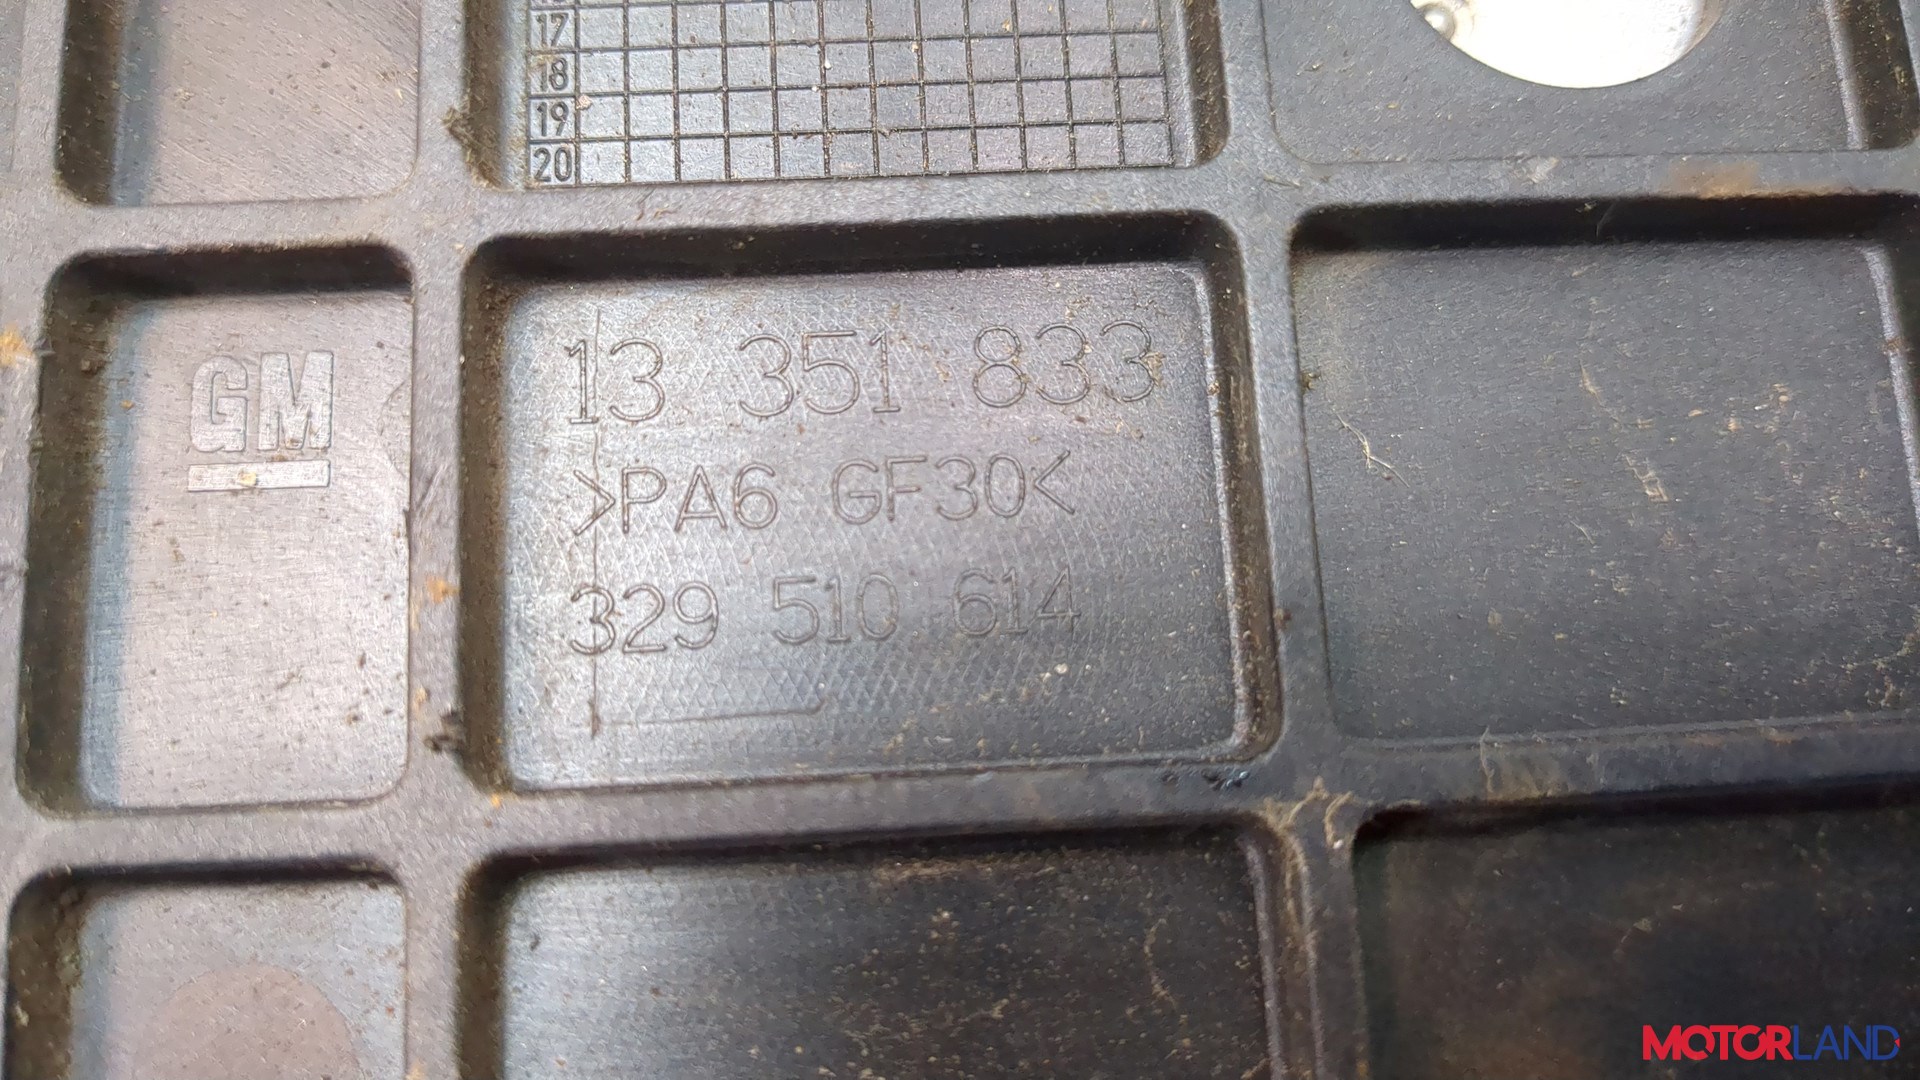 17
18
19
20
GM
13 351 833
>PA6 GF30<
329 510 614
MOTORLAND